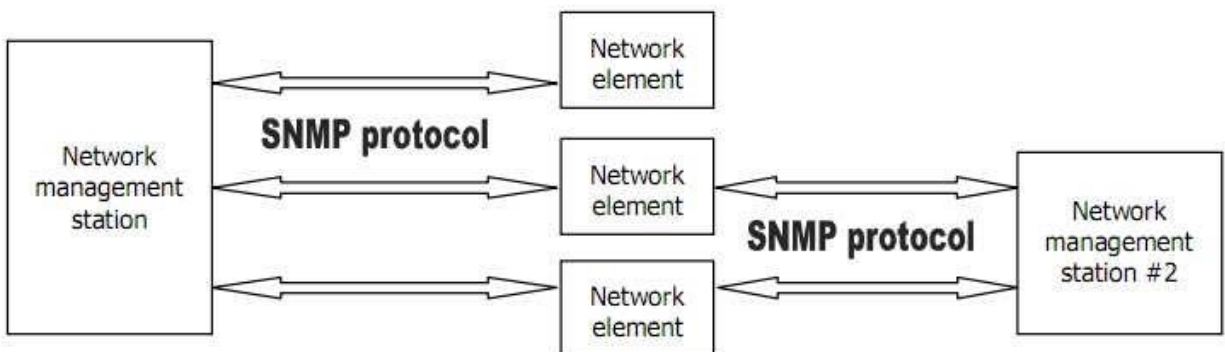 Network
management
station
Network
element
SNMP protocol
Network
element
Network
element
SNMP protocol
Network
management
station #2